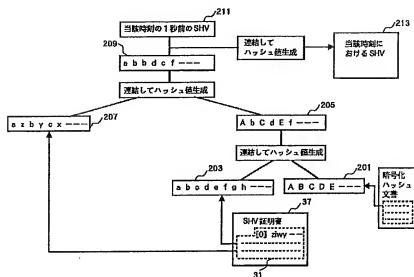 211
当該時刻の1秒前のSHV
213
209
連結して
ハッシュ値生成
当該時刻に
おけるSHV
a b b d c f ―――
連結してハッシュ値生成
205
a z b y c x ―――
207
A b C d E f ―――
連結してハッシュ値生成
203
201
a b c d e f g h ――
A B C D E ―――
暗号化
ハッシュ
文書
37
SHV証明書
[0] ziwy ――
31